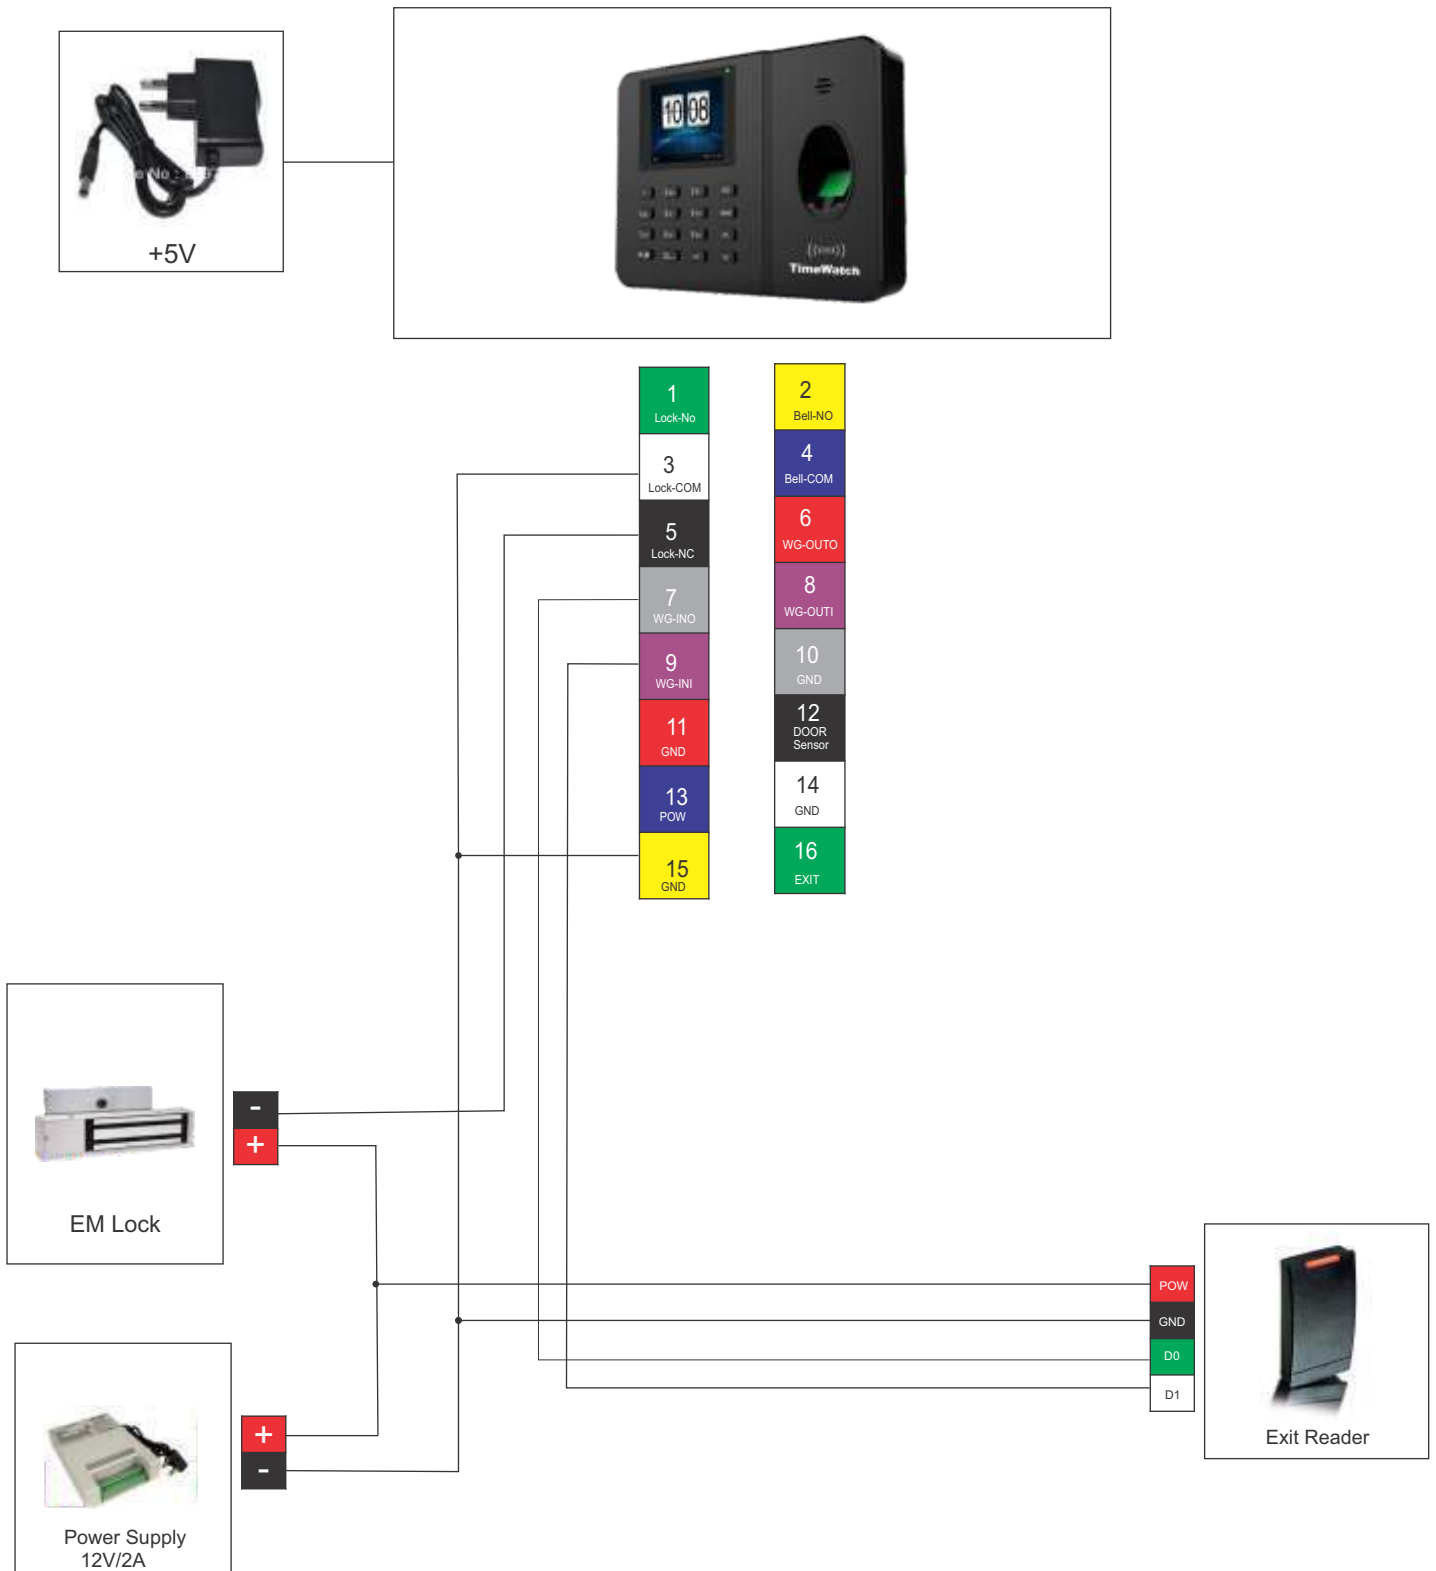 +5V
10 08
TimeWatch
1
Lock-No
2
Bell-NO
3
Lock-COM
4
Bell-COM
5
Lock-NC
6
WG-OUTO
7
WG-INO
8
WG-OUTI
9
WG-INI
10
GND
11
GND
12
DOOR
Sensor
13
POW
14
GND
15
GND
16
EXIT
-
+
EM Lock
POW
GND
D0
D1
Exit Reader
+
-
Power Supply
12V/2A